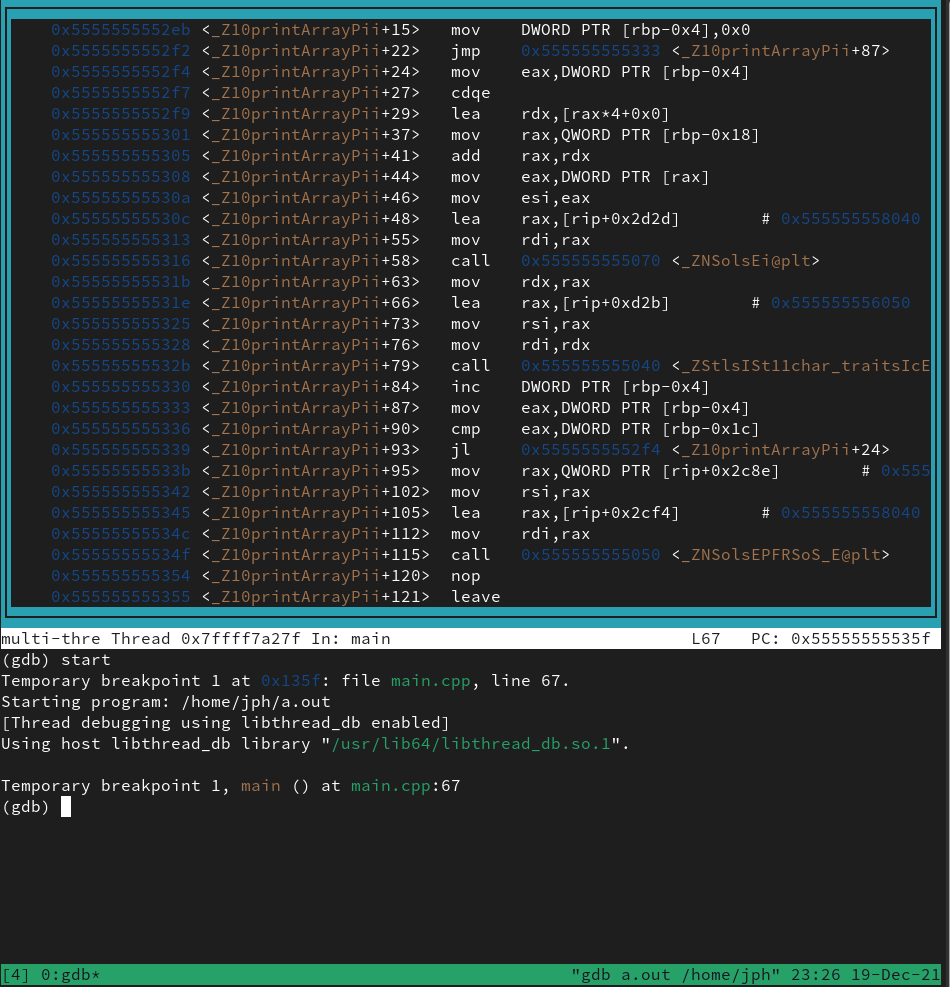 0x5555555552eb <_Z10printArrayPii+15>   mov    DWORD PTR [rbp-0x4],0x0
0x5555555552f2 <_Z10printArrayPii+22>   jmp    0x555555555333 <_Z10printArrayPii+87>
0x5555555552f4 <_Z10printArrayPii+24>   mov    eax,DWORD PTR [rbp-0x4]
0x5555555552f7 <_Z10printArrayPii+27>   cdqe
0x5555555552f9 <_Z10printArrayPii+29>   lea    rdx,[rax*4+0x0]
0x555555555301 <_Z10printArrayPii+37>   mov    rax,QWORD PTR [rbp-0x18]
0x555555555305 <_Z10printArrayPii+41>   add    rax,rdx
0x555555555308 <_Z10printArrayPii+44>   mov    eax,DWORD PTR [rax]
0x55555555530a <_Z10printArrayPii+46>   mov    esi,eax
0x55555555530c <_Z10printArrayPii+48>   lea    rax,[rip+0x2d2d]        # 0x555555558040
0x555555555313 <_Z10printArrayPii+55>   mov    rdi,rax
0x555555555316 <_Z10printArrayPii+58>   call   0x555555555070 <_ZNSolsEi@plt>
0x55555555531b <_Z10printArrayPii+63>   mov    rdx,rax
0x55555555531e <_Z10printArrayPii+66>   lea    rax,[rip+0xd2b]        # 0x555555556050
0x555555555325 <_Z10printArrayPii+73>   mov    rsi,rax
0x555555555328 <_Z10printArrayPii+76>   mov    rdi,rdx
0x55555555532b <_Z10printArrayPii+79>   call   0x555555555040 <_ZStlsISt11char_traitsIcE
0x555555555330 <_Z10printArrayPii+84>   inc    DWORD PTR [rbp-0x4]
0x555555555333 <_Z10printArrayPii+87>   mov    eax,DWORD PTR [rbp-0x4]
0x555555555336 <_Z10printArrayPii+90>   cmp    eax,DWORD PTR [rbp-0x1c]
0x555555555339 <_Z10printArrayPii+93>   jl     0x5555555552f4 <_Z10printArrayPii+24>
0x55555555533b <_Z10printArrayPii+95>   mov    rax,QWORD PTR [rip+0x2c8e]        # 0x555
0x555555555342 <_Z10printArrayPii+102>  mov    rsi,rax
0x555555555345 <_Z10printArrayPii+105>  lea    rax,[rip+0x2cf4]        # 0x555555558040
0x55555555534c <_Z10printArrayPii+112>  mov    rdi,rax
0x55555555534f <_Z10printArrayPii+115>  call   0x555555555050 <_ZNSolsEPFRSoS_E@plt>
0x555555555354 <_Z10printArrayPii+120>  nop
0x555555555355 <_Z10printArrayPii+121>  leave
multi-thre Thread 0x7ffff7a27f In: main                              L67   PC: 0x55555555535f
(gdb) start
Temporary breakpoint 1 at 0x135f: file main.cpp, line 67.
Starting program: /home/jph/a.out
[Thread debugging using libthread_db enabled]
Using host libthread_db library "/usr/lib64/libthread_db.so.1".
Temporary breakpoint 1, main () at main.cpp:67
(gdb)
[4] 0:gdb*                                               "gdb a.out /home/jph" 23:26 19-Dec-21